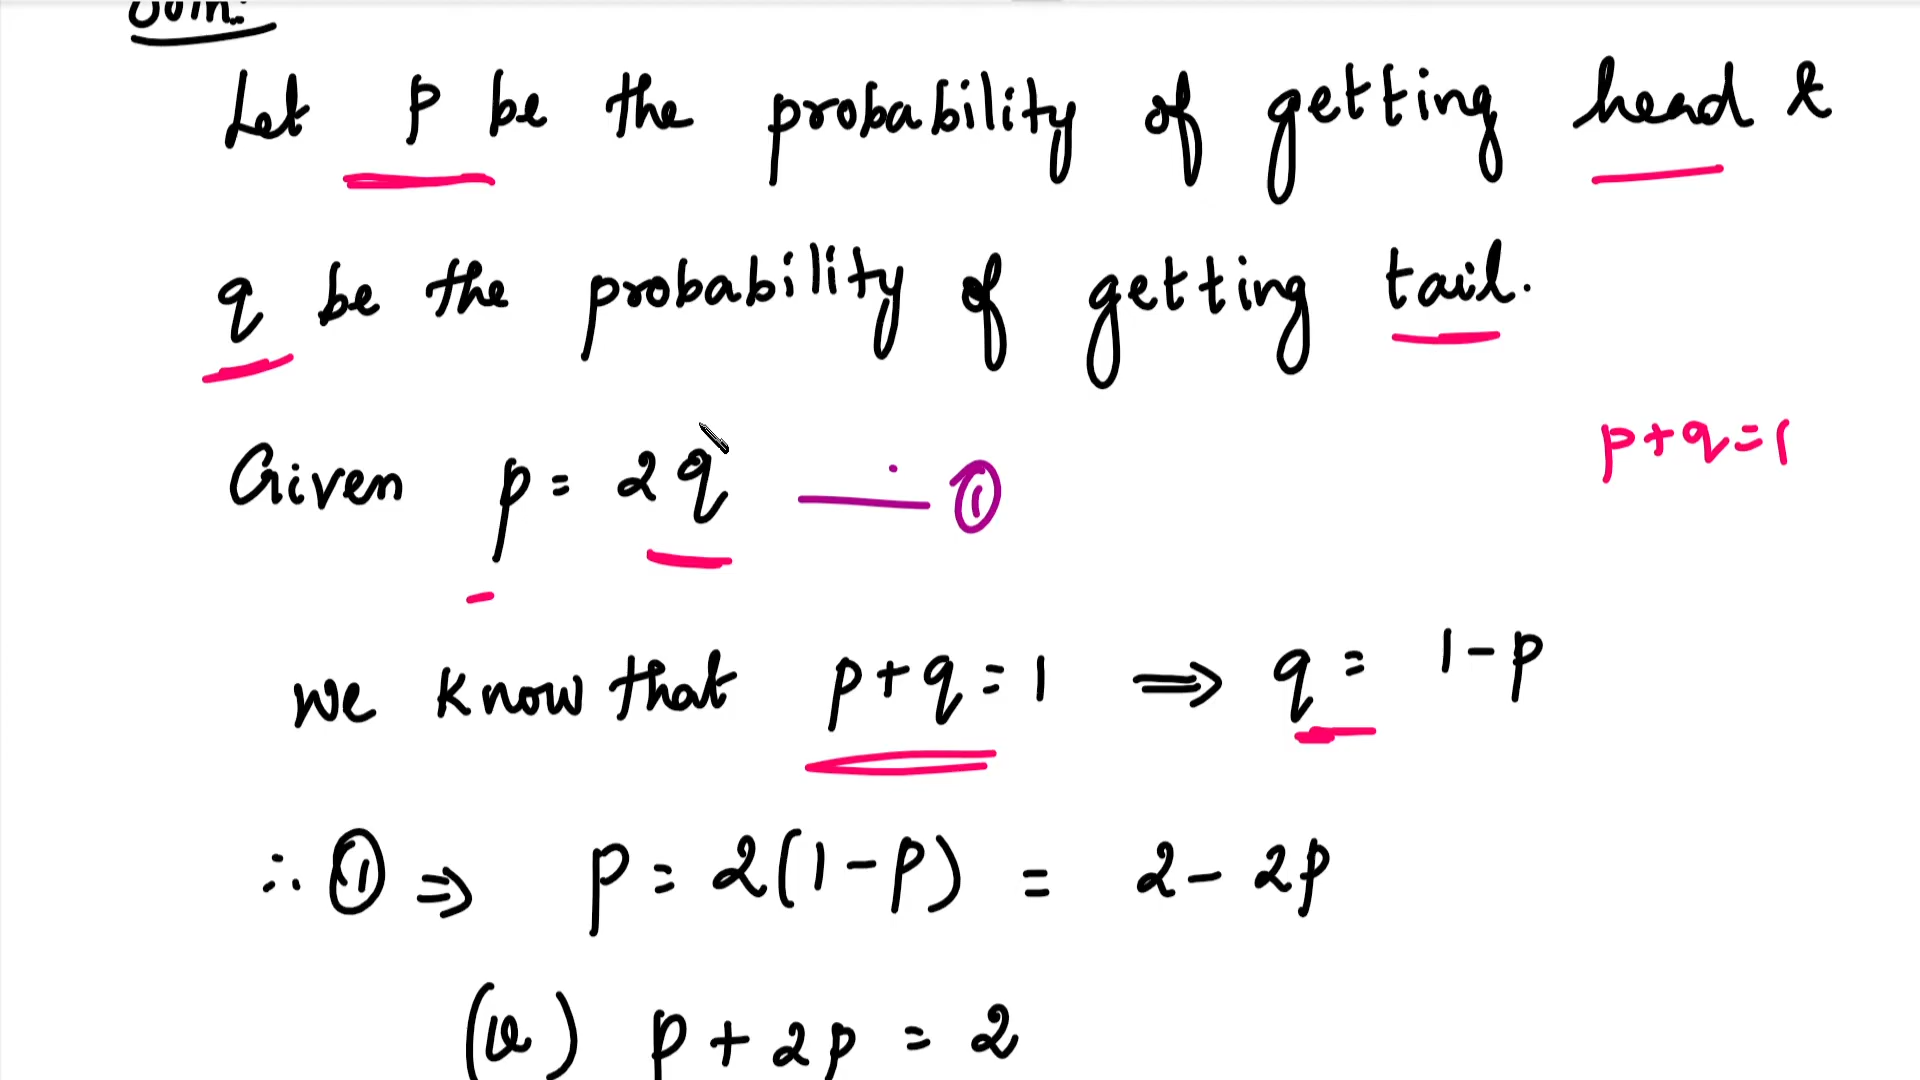 Soln:
Let p be the probability of getting head &
q be the probability of getting tail.
Given p = 2q —— ①
p+q=1
we know that p+q=1 ⟹ q = 1-p
∴ ① ⇒ p = 2(1-p) = 2-2p
(ie) p + 2p = 2